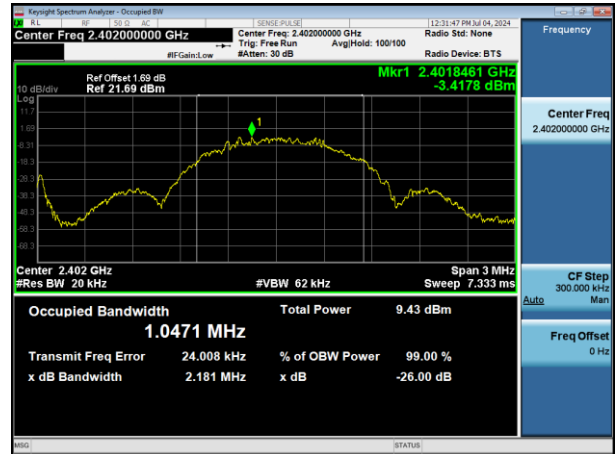 Keysight Spectrum Analyzer - Occupied BW
RL RF 50 Ω AC SENSE:PULSE 12:31:47 PM Jul 04, 2024
Center Freq 2.402000000 GHz Center Freq: 2.402000000 GHz Radio Std: None Frequency
Trig: Free Run Avg|Hold: 100/100
#IFGain:Low #Atten: 30 dB Radio Device: BTS
Ref Offset 1.69 dB Mkr1 2.4018461 GHz
10 dB/div Ref 21.69 dBm -3.4178 dBm
Log
11.7
1
1.69
-8.31
-18.3
-28.3
-38.3
-48.3
-58.3
-68.3
Center Freq
2.402000000 GHz
Center 2.402 GHz Span 3 MHz
#Res BW 20 kHz #VBW 62 kHz Sweep 7.333 ms
CF Step
300.000 kHz
Auto Man
Occupied Bandwidth Total Power 9.43 dBm
1.0471 MHz
Transmit Freq Error 24.008 kHz % of OBW Power 99.00 %
x dB Bandwidth 2.181 MHz x dB -26.00 dB
Freq Offset
0 Hz
MSG STATUS